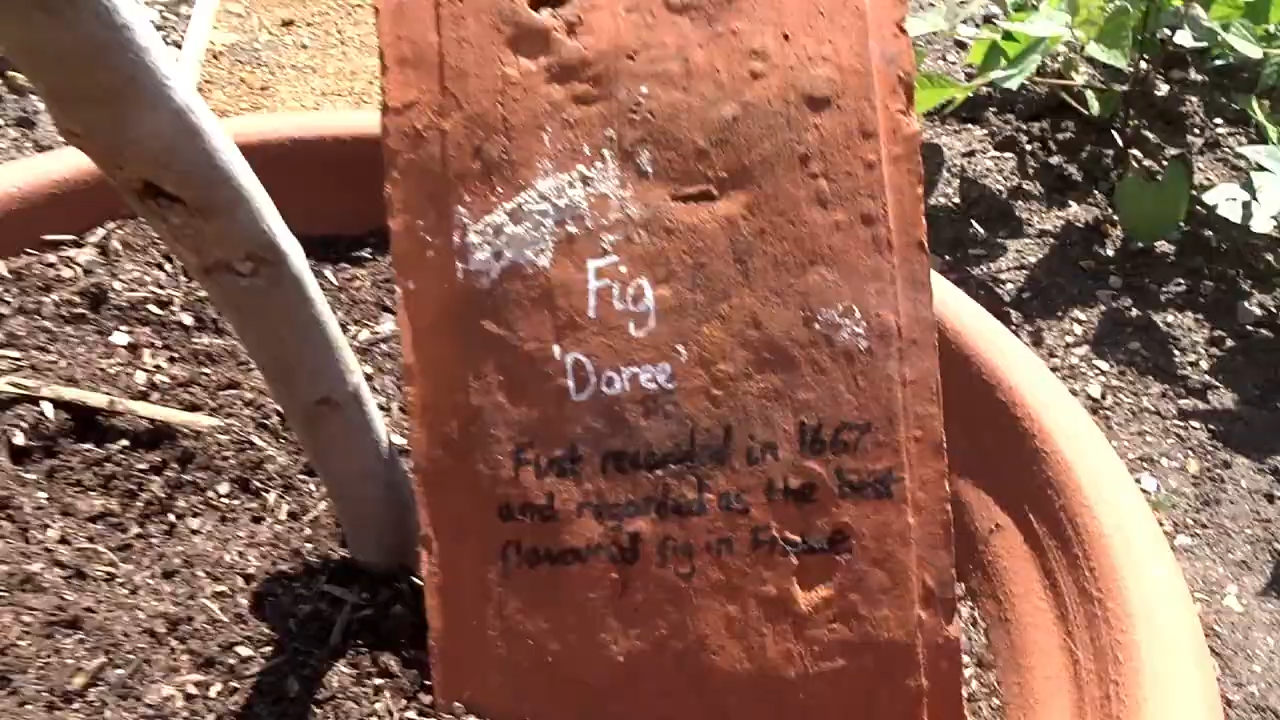 Fig
'Doree'
First recorded in 1667
and regarded as the best
flavoured fig in France